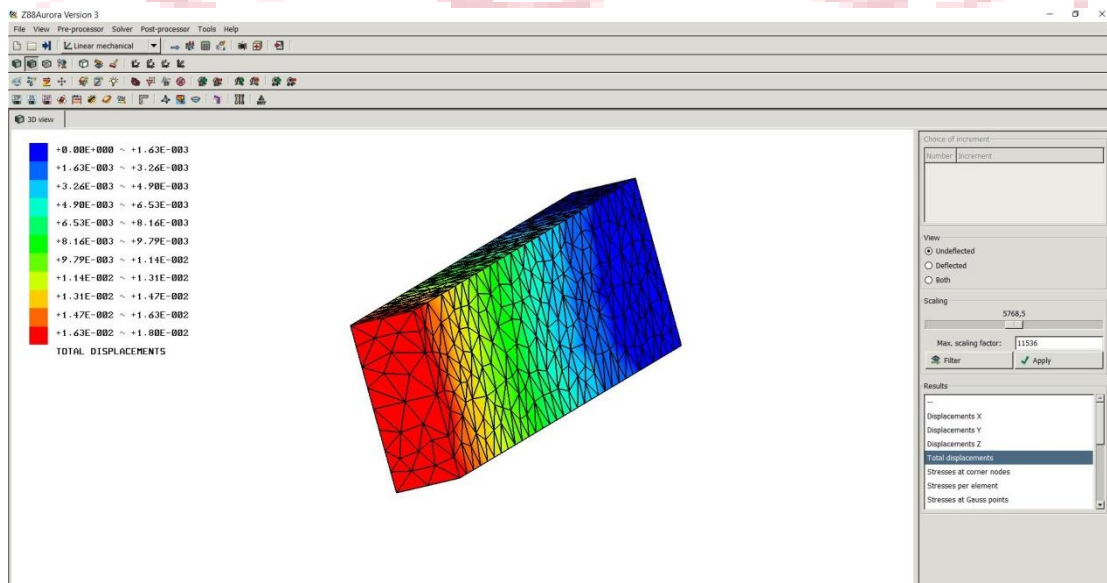 Z88Aurora Version 3
File View Pre-processor Solver Post-processor Tools Help
Linear mechanical
3D view
+0.00E+000 ~ +1.63E-003
+1.63E-003 ~ +3.26E-003
+3.26E-003 ~ +4.90E-003
+4.90E-003 ~ +6.53E-003
+6.53E-003 ~ +8.16E-003
+8.16E-003 ~ +9.79E-003
+9.79E-003 ~ +1.14E-002
+1.14E-002 ~ +1.31E-002
+1.31E-002 ~ +1.47E-002
+1.47E-002 ~ +1.63E-002
+1.63E-002 ~ +1.80E-002
TOTAL DISPLACEMENTS
Choice of increment
Number Increment
View
Undeflected
Deflected
Both
Scaling
5768,5
Max. scaling factor: 11536
Filter Apply
Results
--
Displacements X
Displacements Y
Displacements Z
Total displacements
Stresses at corner nodes
Stresses per element
Stresses at Gauss points